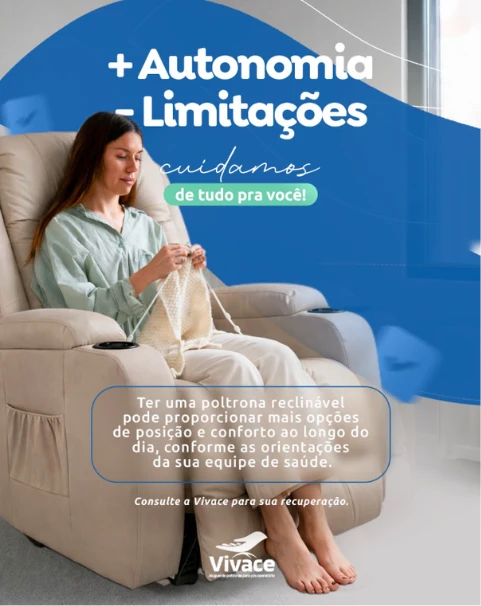 + Autonomia
- Limitações
cuidamos
de tudo pra você!
Ter uma poltrona reclinável
pode proporcionar mais opções
de posição e conforto ao longo do
dia, conforme as orientações
da sua equipe de saúde.
Consulte a Vivace para sua recuperação.
Vivace